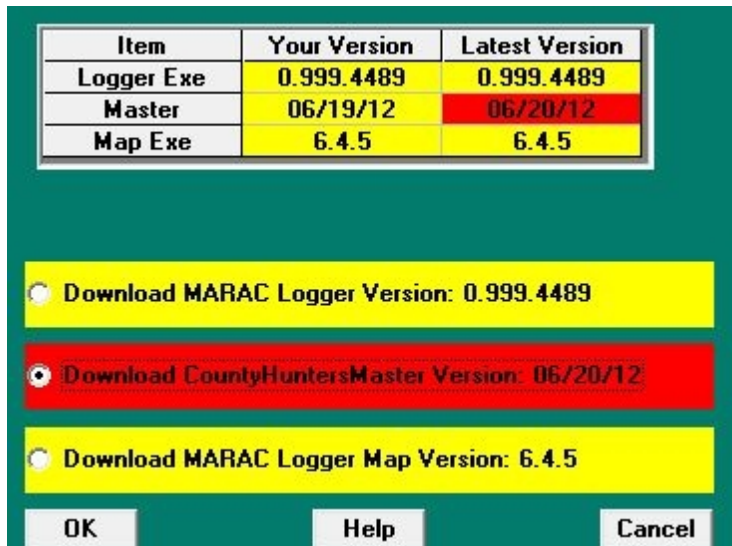 Item Your Version Latest Version
Logger Exe 0.999.4489 0.999.4489
Master 06/19/12 06/20/12
Map Exe 6.4.5 6.4.5
Download MARAC Logger Version: 0.999.4489
Download CountyHuntersMaster Version: 06/20/12
Download MARAC Logger Map Version: 6.4.5
OK Help Cancel